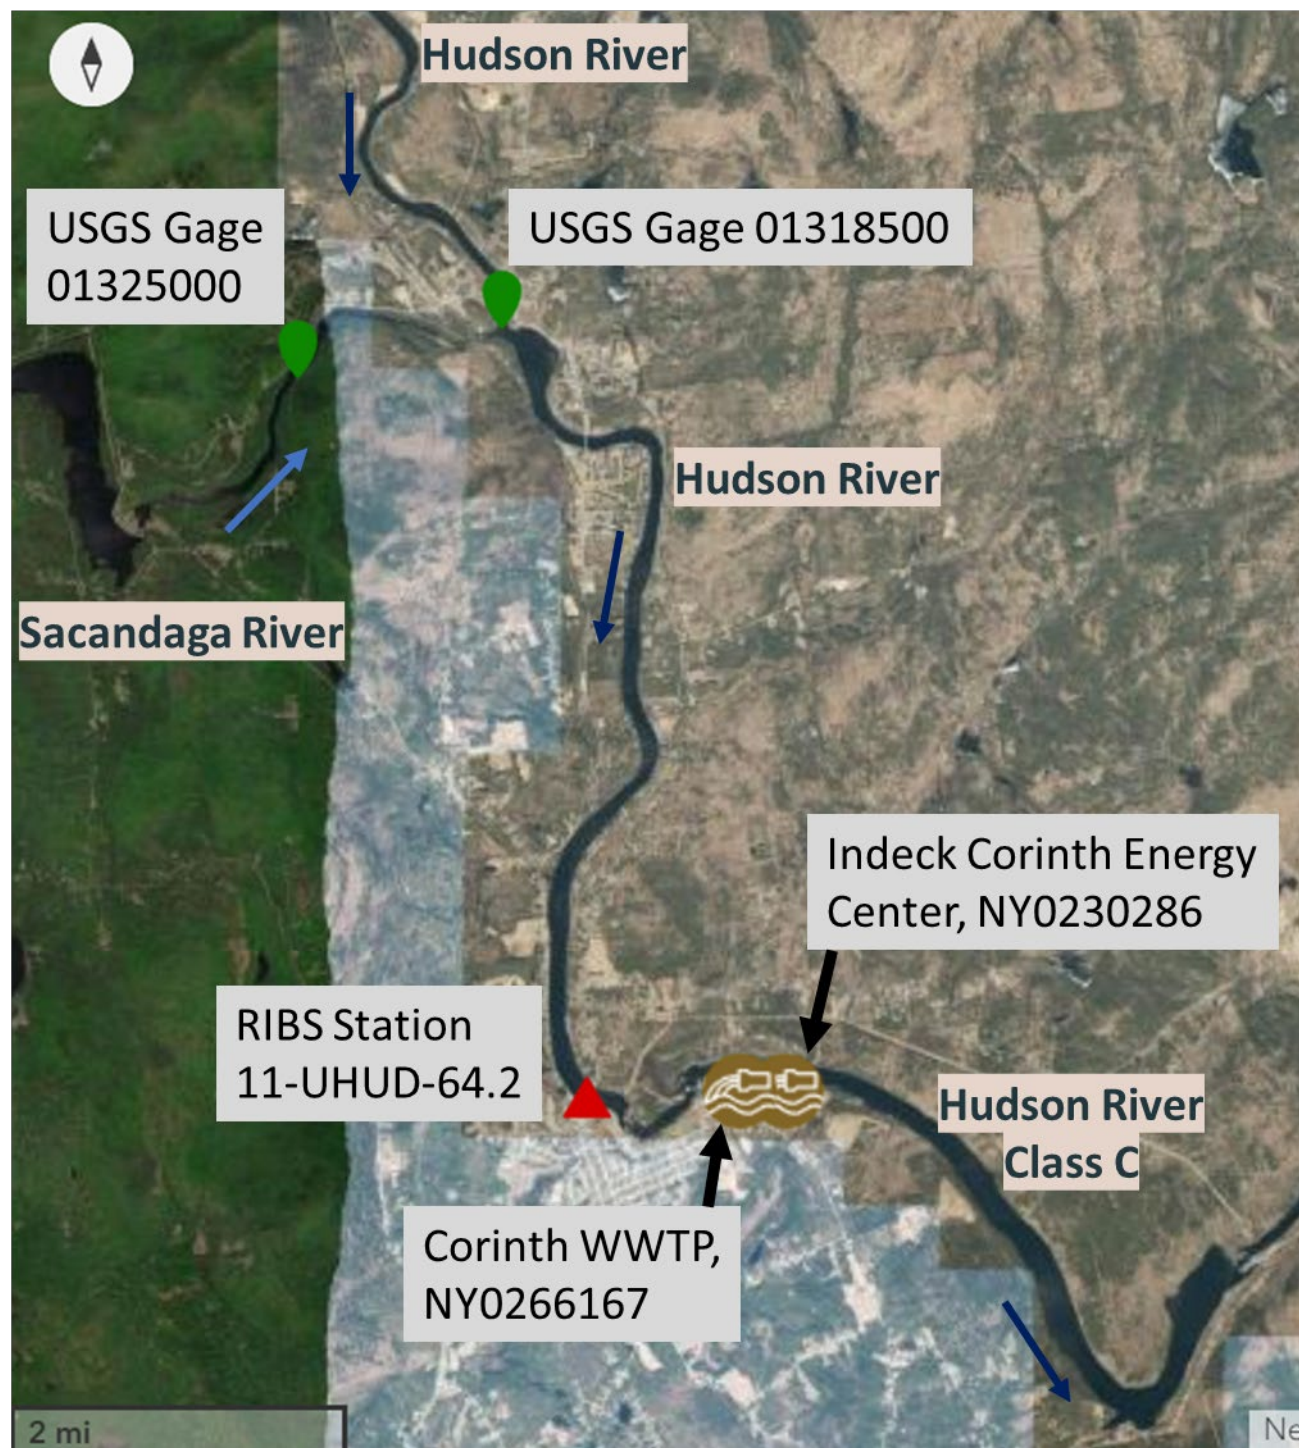 Hudson River
USGS Gage
01325000
USGS Gage 01318500
Hudson River
Sacandaga River
Indeck Corinth Energy
Center, NY0230286
RIBS Station
11-UHUD-64.2
Hudson River
Class C
Corinth WWTP,
NY0266167
2 mi
Ne